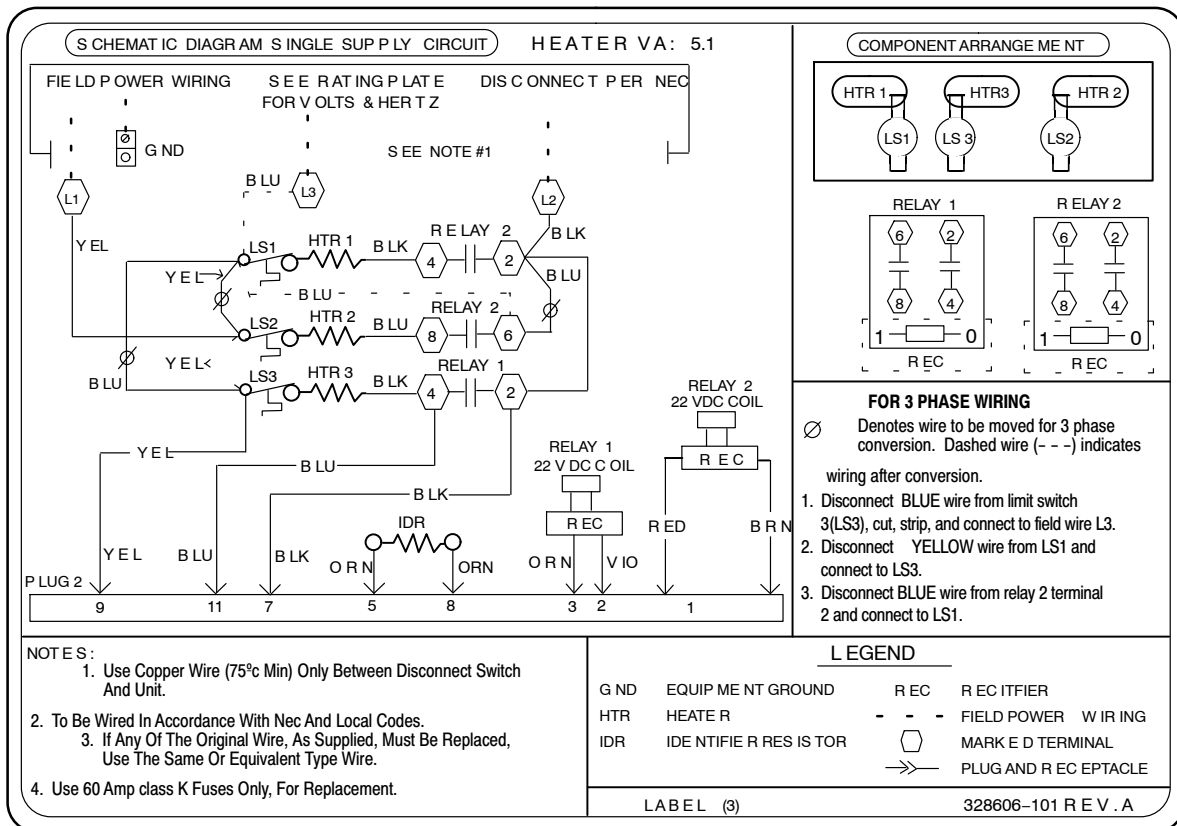 SCHEMATIC DIAGRAM SINGLE SUPPLY CIRCUIT
HEATER VA: 5.1
FIELD POWER WIRING
SEE RATING PLATE
FOR VOLTS & HERTZ
DISCONNECT PER NEC
GND
SEE NOTE #1
BLU
L1
L3
L2
YEL
LS1
HTR 1
BLK
4
RELAY 2
2
BLK
YEL
BLU
BLU
LS2
HTR 2
BLU
8
RELAY 2
6
YEL<
BLU
LS3
HTR 3
BLK
4
RELAY 1
2
RELAY 2
22 VDC COIL
REC
YEL
BLU
BLK
RELAY 1
22 VDC COIL
REC
RED
BRN
IDR
YEL
BLU
BLK
ORN
ORN
ORN
VIO
PLUG 2
9
11
7
5
8
3
2
1
COMPONENT ARRANGEMENT
HTR 1
HTR3
HTR 2
LS1
LS 3
LS2
RELAY 1
6
2
8
4
1
0
REC
RELAY 2
6
2
8
4
1
0
REC
FOR 3 PHASE WIRING
Denotes wire to be moved for 3 phase
conversion. Dashed wire (- - -) indicates
wiring after conversion.
1. Disconnect BLUE wire from limit switch
3(LS3), cut, strip, and connect to field wire L3.
2. Disconnect YELLOW wire from LS1 and
connect to LS3.
3. Disconnect BLUE wire from relay 2 terminal
2 and connect to LS1.
NOTES:
1. Use Copper Wire (75ºc Min) Only Between Disconnect Switch
And Unit.
2. To Be Wired In Accordance With Nec And Local Codes.
3. If Any Of The Original Wire, As Supplied, Must Be Replaced,
Use The Same Or Equivalent Type Wire.
4. Use 60 Amp class K Fuses Only, For Replacement.
LEGEND
GND EQUIPMENT GROUND
HTR HEATER
IDR IDENTIFIER RESISTOR
REC RECITFIER
- - - - FIELD POWER WIRING
MARKED TERMINAL
PLUG AND RECEPTACLE
LABEL (3)
328606-101 REV. A